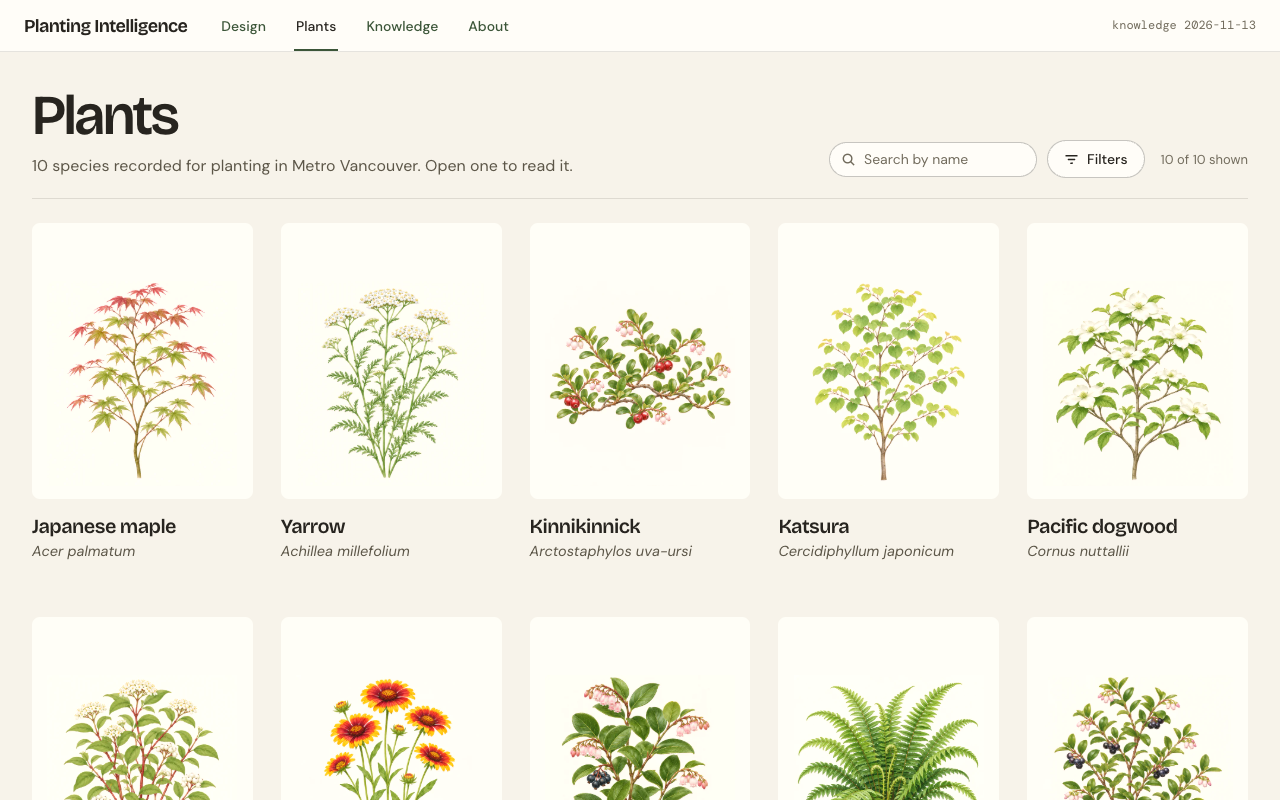 Planting Intelligence
Design
Plants
Knowledge
About
knowledge 2026-11-13
Plants
10 species recorded for planting in Metro Vancouver. Open one to read it.
Search by name
Filters
10 of 10 shown
Japanese maple
Acer palmatum
Yarrow
Achillea millefolium
Kinnikinnick
Arctostaphylos uva-ursi
Katsura
Cercidiphyllum japonicum
Pacific dogwood
Cornus nuttallii